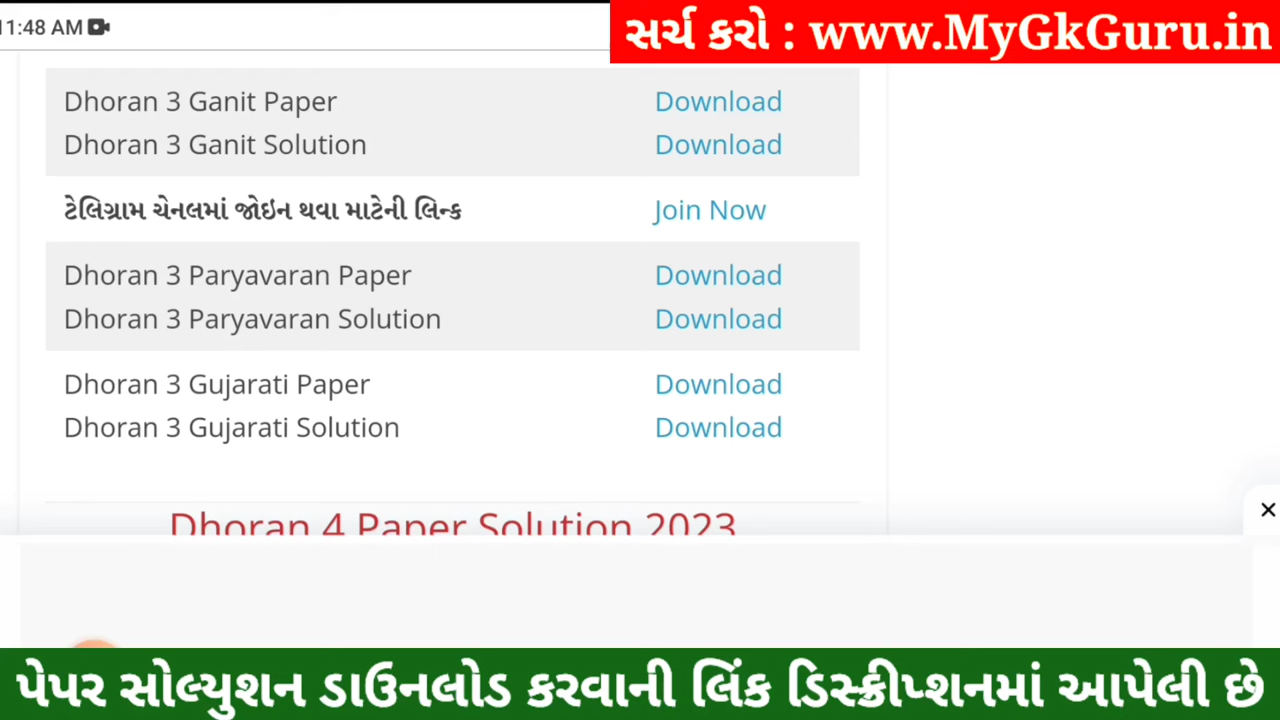 11:48 AM
સર્ચ કરો : www.MyGkGuru.in
Dhoran 3 Ganit Paper Download
Dhoran 3 Ganit Solution Download
ટેલિગ્રામ ચેનલમાં જોઇન થવા માટેની લિન્ક Join Now
Dhoran 3 Paryavaran Paper Download
Dhoran 3 Paryavaran Solution Download
Dhoran 3 Gujarati Paper Download
Dhoran 3 Gujarati Solution Download
Dhoran 4 Paper Solution 2023
પેપર સોલ્યુશન ડાઉનલોડ કરવાની લિંક ડિસ્ક્રીપ્શનમાં આપેલી છે